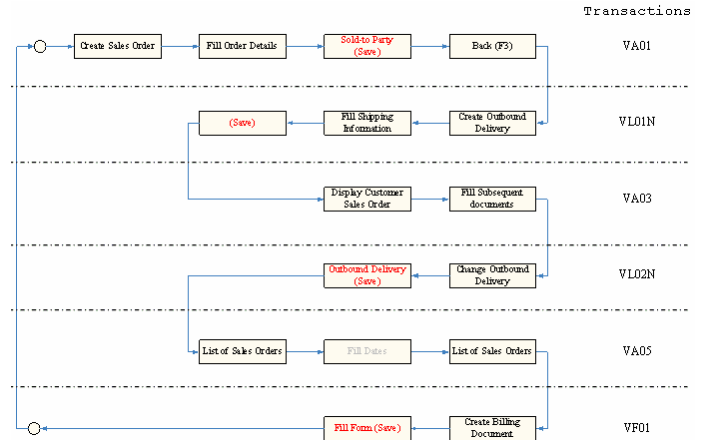 Transactions
Create Sales Order
Fill Order Details
Sold-to Party
(Save)
Back (F3)
VA01
(Save)
Fill Shipping
Information
Create Outbound
Delivery
VL01N
Display Customer
Sales Order
Fill Subsequent
documents
VA03
Outbound Delivery
(Save)
Change Outbound
Delivery
VL02N
List of Sales Orders
Fill Dates
List of Sales Orders
VA05
Fill Form (Save)
Create Billing
Document
VF01